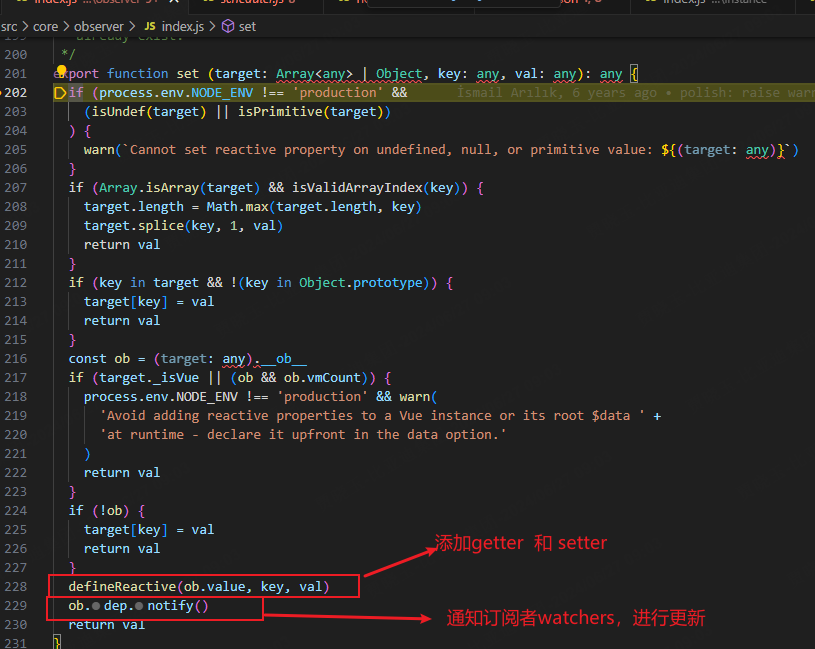 src > core > observer > JS index.js > set
200 */
201 export function set (target: Array<any> | Object, key: any, val: any): any {
202 if (process.env.NODE_ENV !== 'production' && Ismail Arılık, 6 years ago • polish: raise warn
203 (isUndef(target) || isPrimitive(target))
204 ) {
205 warn(`Cannot set reactive property on undefined, null, or primitive value: ${(target: any)}`)
206 }
207 if (Array.isArray(target) && isValidArrayIndex(key)) {
208 target.length = Math.max(target.length, key)
209 target.splice(key, 1, val)
210 return val
211 }
212 if (key in target && !(key in Object.prototype)) {
213 target[key] = val
214 return val
215 }
216 const ob = (target: any).__ob__
217 if (target._isVue || (ob && ob.vmCount)) {
218 process.env.NODE_ENV !== 'production' && warn(
219 'Avoid adding reactive properties to a Vue instance or its root $data ' +
220 'at runtime - declare it upfront in the data option.'
221 )
222 return val
223 }
224 if (!ob) {
225 target[key] = val
226 return val
227 }
添加getter 和 setter
228 defineReactive(ob.value, key, val)
229 ob.dep.notify()
通知订阅者watchers，进行更新
230 return val
231 }